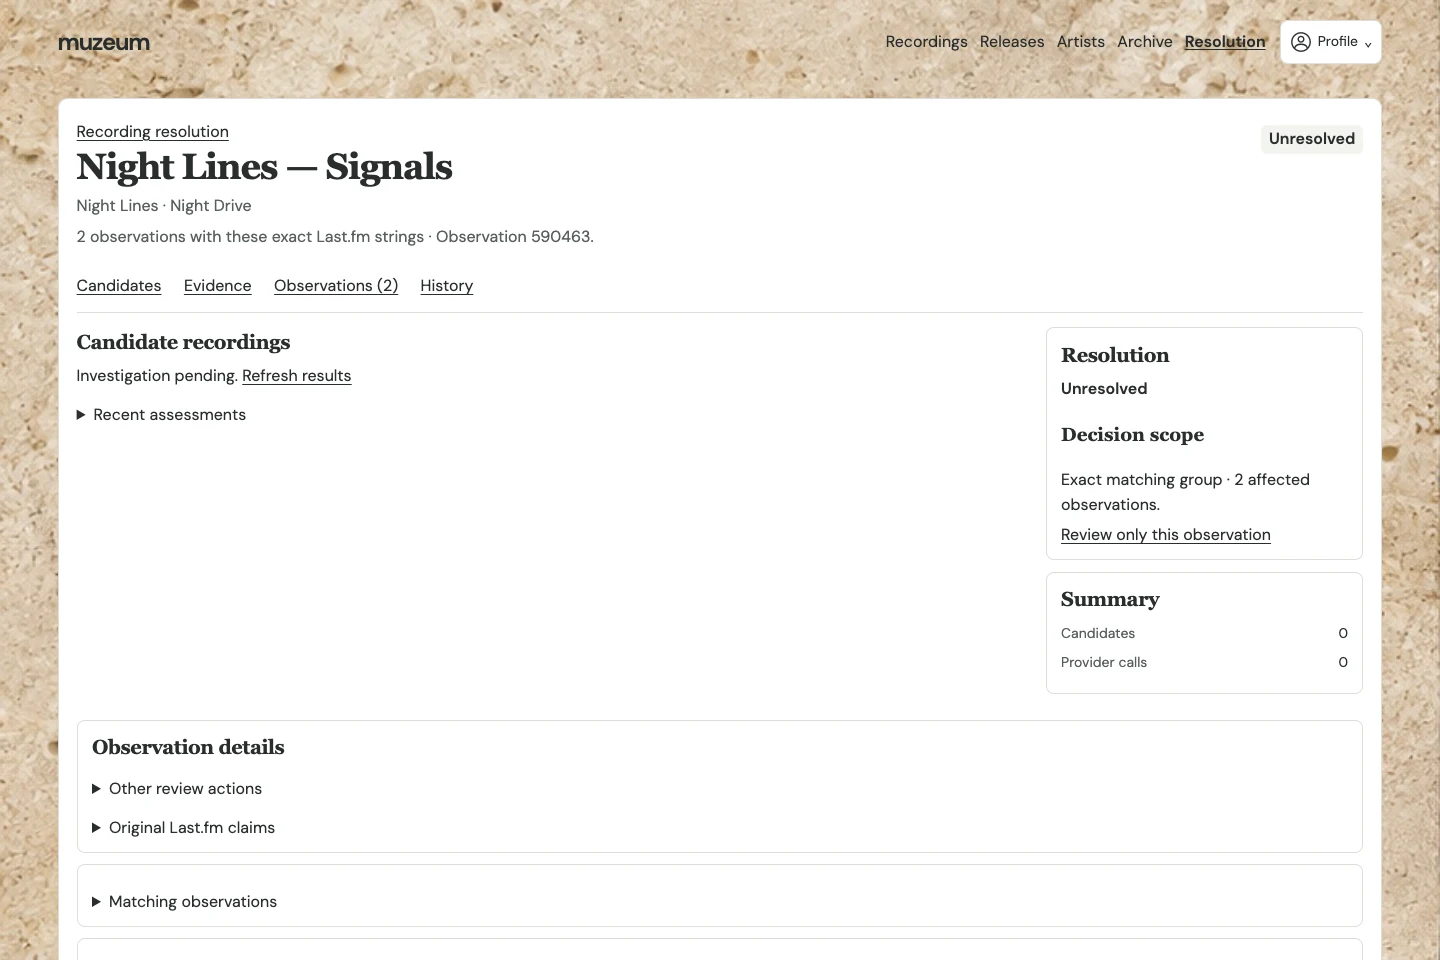 muzeum
Recordings Releases Artists Archive Resolution Profile
Recording resolution
Unresolved
Night Lines — Signals
Night Lines · Night Drive
2 observations with these exact Last.fm strings · Observation 590463.
Candidates Evidence Observations (2) History
Candidate recordings
Investigation pending. Refresh results
Recent assessments
Resolution
Unresolved
Decision scope
Exact matching group · 2 affected
observations.
Review only this observation
Summary
Candidates 0
Provider calls 0
Observation details
Other review actions
Original Last.fm claims
Matching observations